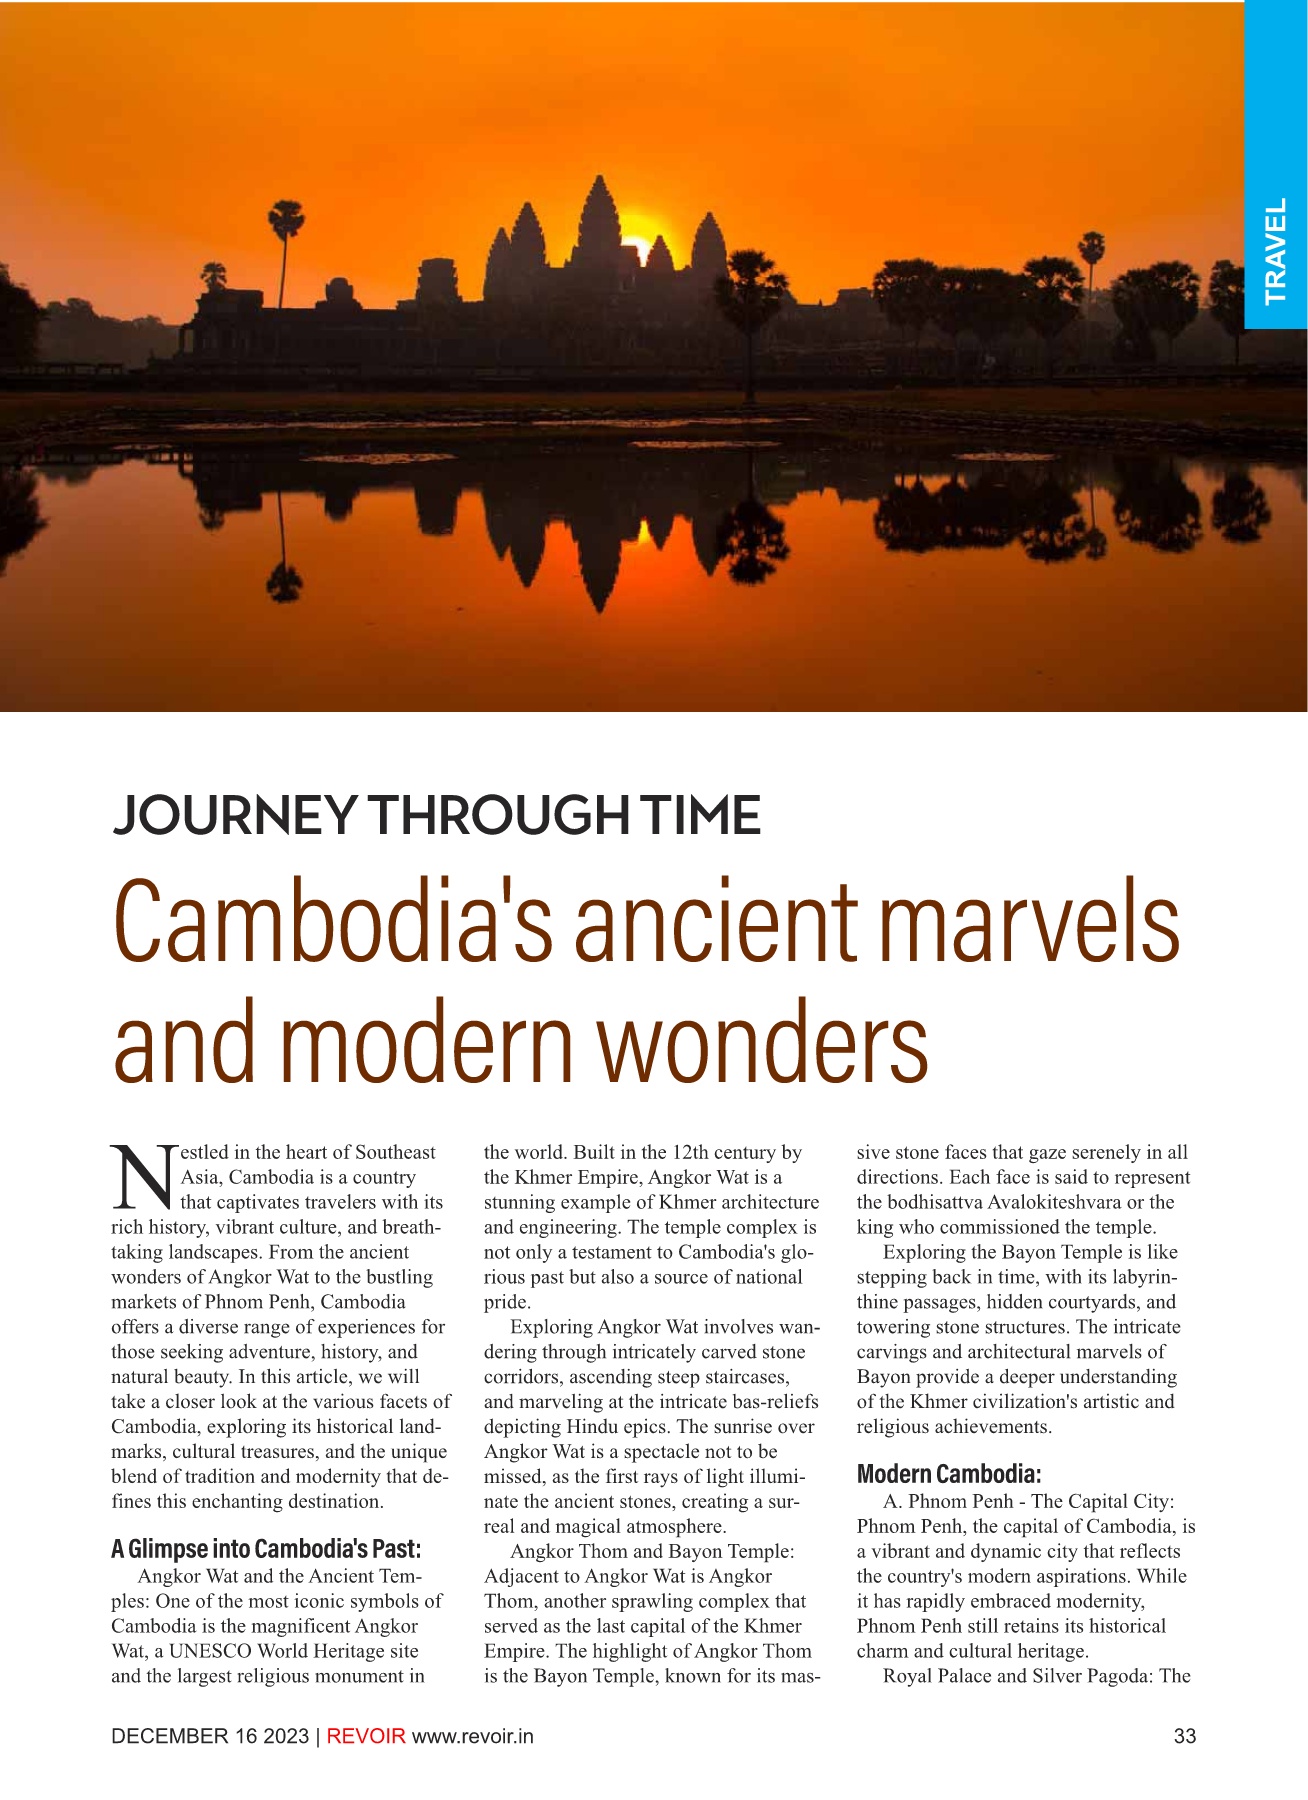 TRAVEL
JOURNEY THROUGH TIME
Cambodia's ancient marvels
and modern wonders
Nestled in the heart of Southeast
Asia, Cambodia is a country
that captivates travelers with its
rich history, vibrant culture, and breath-
taking landscapes. From the ancient
wonders of Angkor Wat to the bustling
markets of Phnom Penh, Cambodia
offers a diverse range of experiences for
those seeking adventure, history, and
natural beauty. In this article, we will
take a closer look at the various facets of
Cambodia, exploring its historical land-
marks, cultural treasures, and the unique
blend of tradition and modernity that de-
fines this enchanting destination.
A Glimpse into Cambodia's Past:
Angkor Wat and the Ancient Tem-
ples: One of the most iconic symbols of
Cambodia is the magnificent Angkor
Wat, a UNESCO World Heritage site
and the largest religious monument in
the world. Built in the 12th century by
the Khmer Empire, Angkor Wat is a
stunning example of Khmer architecture
and engineering. The temple complex is
not only a testament to Cambodia's glo-
rious past but also a source of national
pride.
Exploring Angkor Wat involves wan-
dering through intricately carved stone
corridors, ascending steep staircases,
and marveling at the intricate bas-reliefs
depicting Hindu epics. The sunrise over
Angkor Wat is a spectacle not to be
missed, as the first rays of light illumi-
nate the ancient stones, creating a sur-
real and magical atmosphere.
Angkor Thom and Bayon Temple:
Adjacent to Angkor Wat is Angkor
Thom, another sprawling complex that
served as the last capital of the Khmer
Empire. The highlight of Angkor Thom
is the Bayon Temple, known for its mas-
sive stone faces that gaze serenely in all
directions. Each face is said to represent
the bodhisattva Avalokiteshvara or the
king who commissioned the temple.
Exploring the Bayon Temple is like
stepping back in time, with its labyrin-
thine passages, hidden courtyards, and
towering stone structures. The intricate
carvings and architectural marvels of
Bayon provide a deeper understanding
of the Khmer civilization's artistic and
religious achievements.
Modern Cambodia:
A. Phnom Penh - The Capital City:
Phnom Penh, the capital of Cambodia, is
a vibrant and dynamic city that reflects
the country's modern aspirations. While
it has rapidly embraced modernity,
Phnom Penh still retains its historical
charm and cultural heritage.
Royal Palace and Silver Pagoda: The
DECEMBER 16 2023 | REVOIR www.revoir.in
33